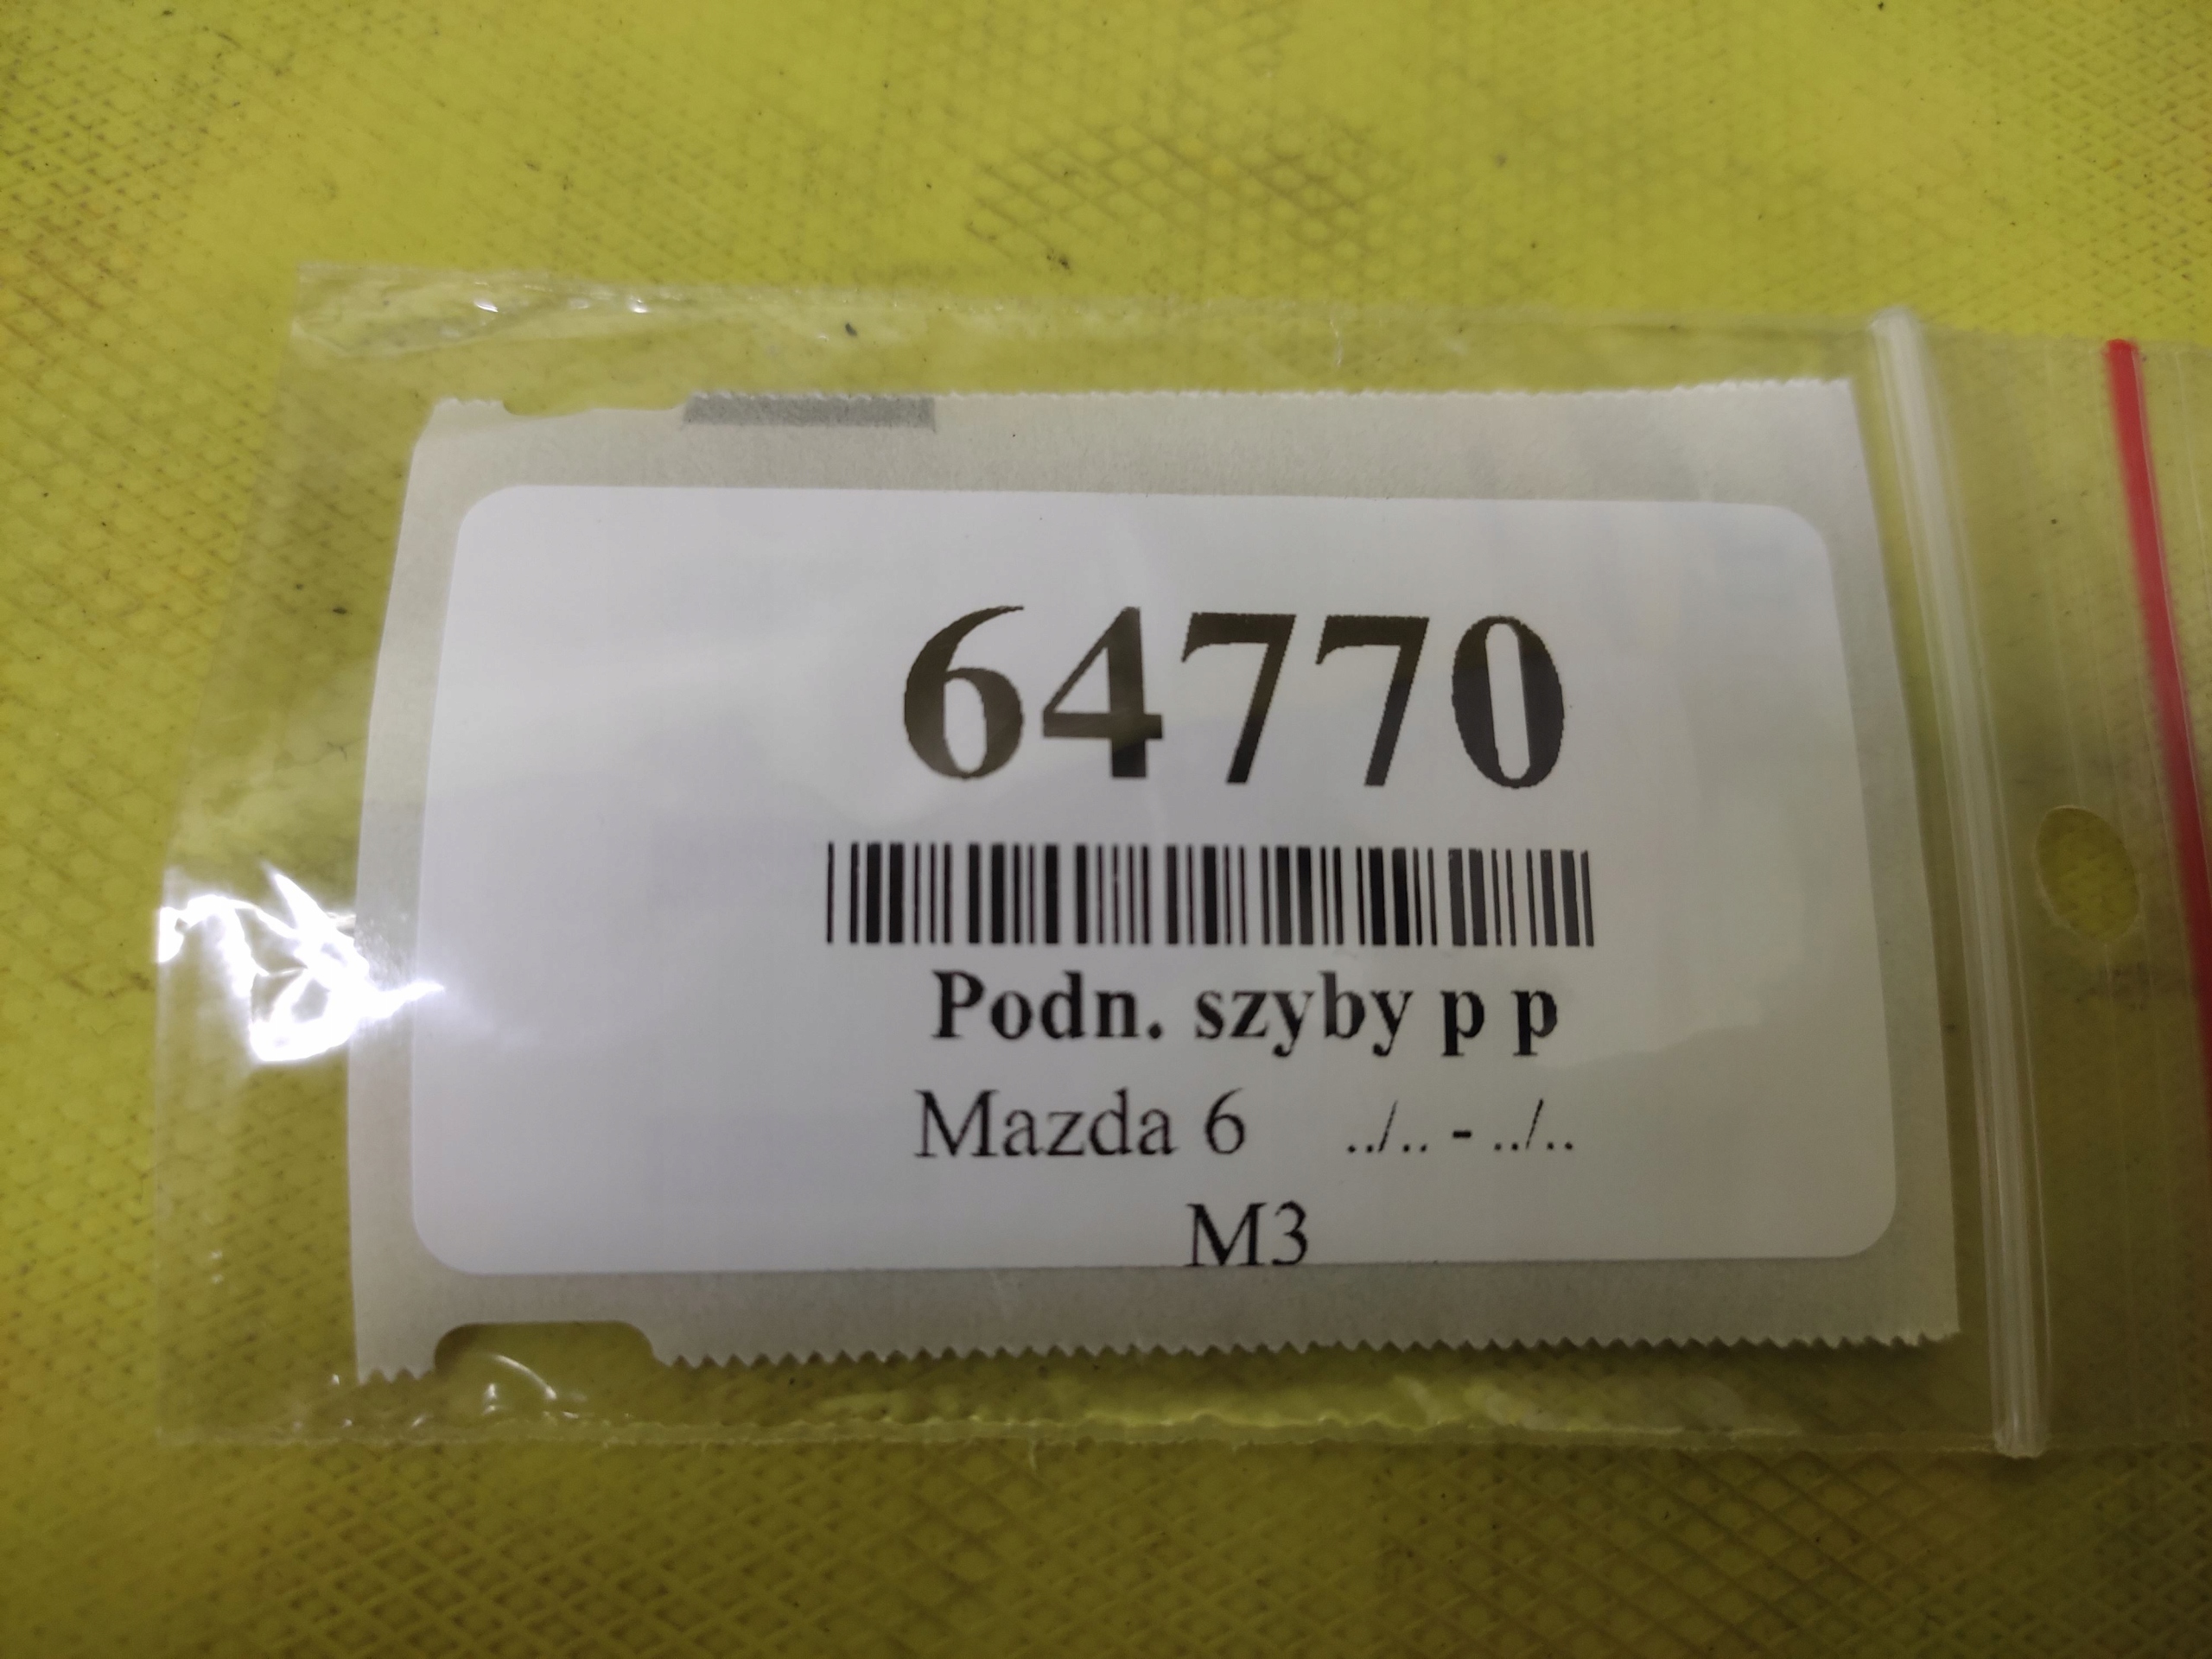 64770
Podn. szyby p p
Mazda 6 ../.. - ../..
M3